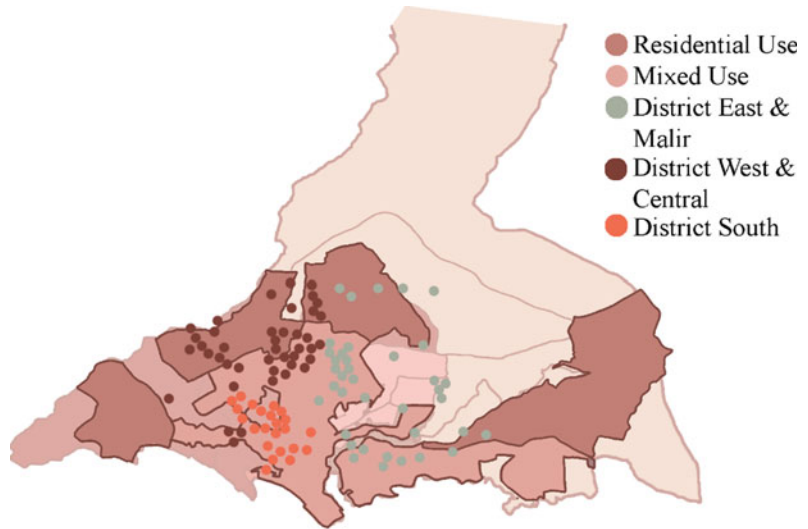 Residential Use
Mixed Use
District East &
Malir
District West &
Central
District South